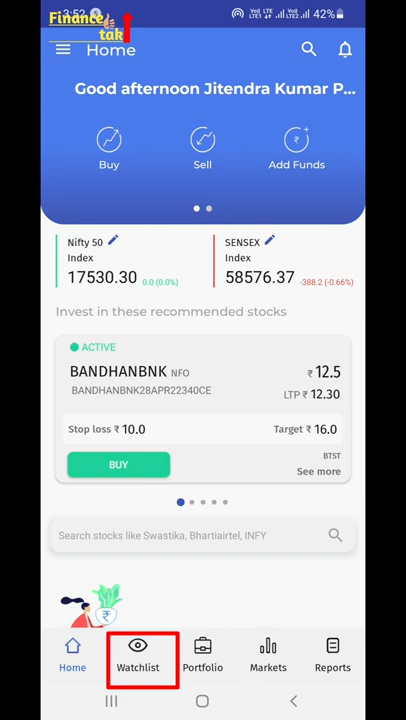 3:52
42%
Finance
tak!
Home
Good afternoon Jitendra Kumar P...
Buy
Sell
Add Funds
Nifty 50
Index
17530.30 0.0 (0.0%)
SENSEX
Index
58576.37 -388.2 (-0.66%)
Invest in these recommended stocks
ACTIVE
BANDHANBNK NFO
₹ 12.5
BANDHANBNK28APR22340CE
LTP ₹ 12.30
Stop loss ₹ 10.0
Target ₹ 16.0
BUY
BTST
See more
Search stocks like Swastika, Bhartiairtel, INFY
₹
Home
Watchlist
Portfolio
Markets
Reports